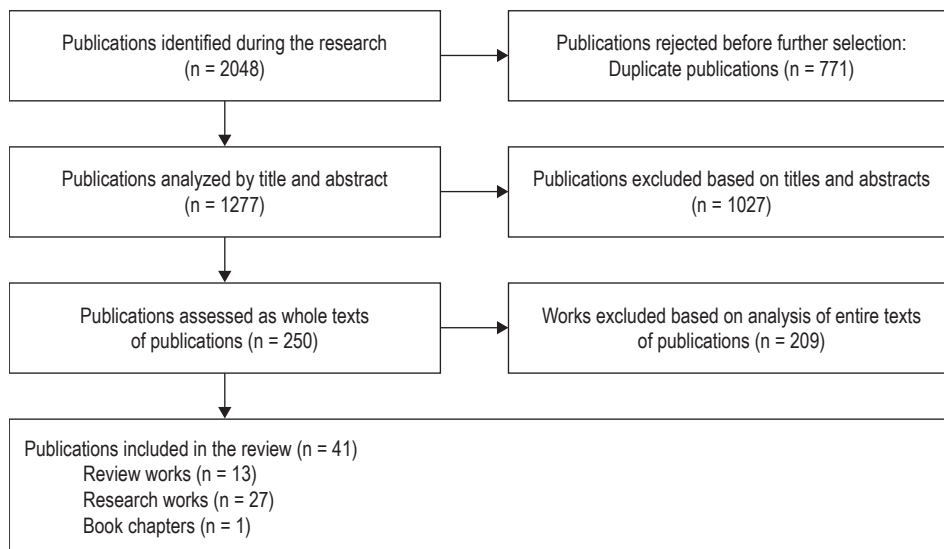 Publications identified during the research
(n = 2048)
Publications rejected before further selection:
Duplicate publications (n = 771)
Publications analyzed by title and abstract
(n = 1277)
Publications excluded based on titles and abstracts
(n = 1027)
Publications assessed as whole texts
of publications (n = 250)
Works excluded based on analysis of entire texts
of publications (n = 209)
Publications included in the review (n = 41)
Review works (n = 13)
Research works (n = 27)
Book chapters (n = 1)